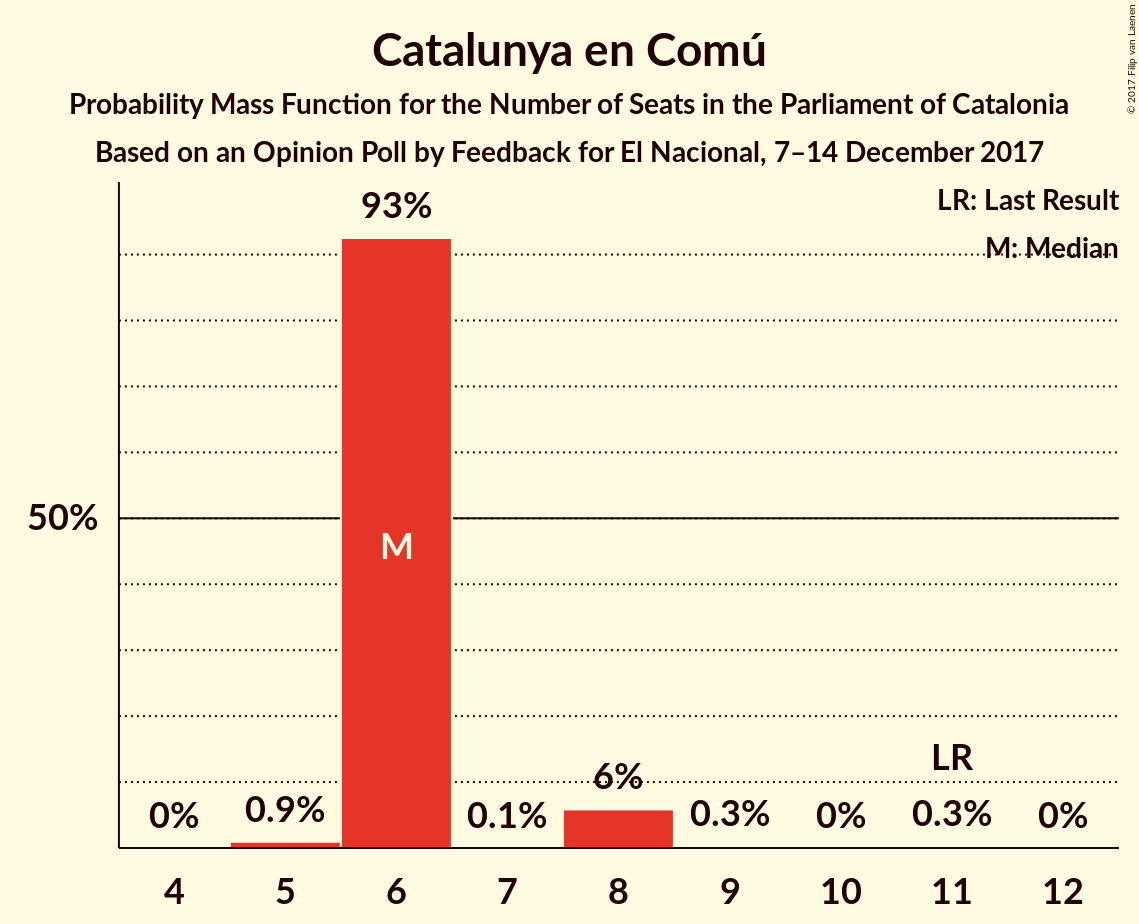 Catalunya en Comú
Probability Mass Function for the Number of Seats in the Parliament of Catalonia
Based on an Opinion Poll by Feedback for El Nacional, 7–14 December 2017
© 2017 Filip van Laenen
LR: Last Result
M: Median
93%
50%
M
LR
0%
0.9%
0.1%
6%
0.3%
0%
0.3%
0%
4
5
6
7
8
9
10
11
12